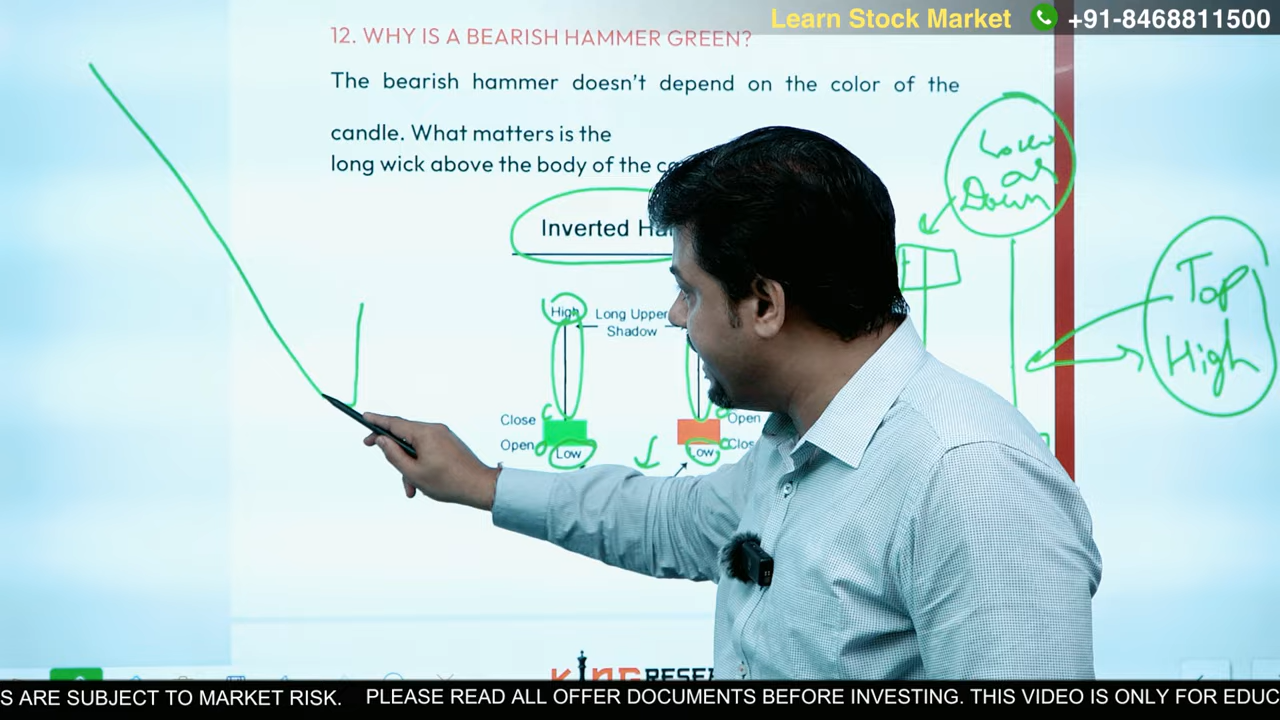 Learn Stock Market +91-8468811500
12. WHY IS A BEARISH HAMMER GREEN?
The bearish hammer doesn't depend on the color of the
candle. What matters is the
long wick above the body of the
Inverted
High
Long Upper
Shadow
Close
Open
Low
Open
Low
or
Down
Top
High
KING
S ARE SUBJECT TO MARKET RISK. PLEASE READ ALL OFFER DOCUMENTS BEFORE INVESTING. THIS VIDEO IS ONLY FOR EDUC